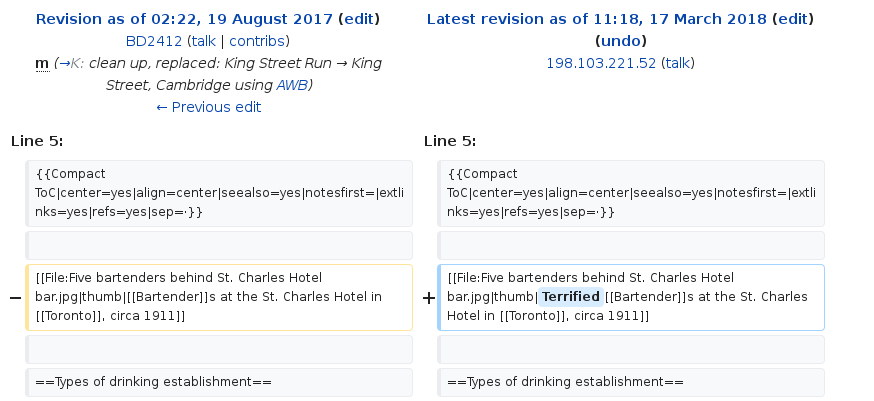 Revision as of 02:22, 19 August 2017 (edit)
BD2412 (talk | contribs)
m (→K: clean up, replaced: King Street Run → King
Street, Cambridge using AWB)
← Previous edit
Latest revision as of 11:18, 17 March 2018 (edit)
(undo)
198.103.221.52 (talk)
Line 5:
{{Compact
ToC|center=yes|align=center|seealso=yes|notesfirst=|extli
nks=yes|refs=yes|sep=·}}
− [[File:Five bartenders behind St. Charles Hotel
bar.jpg|thumb|[[Bartender]]s at the St. Charles Hotel in
[[Toronto]], circa 1911]]
==Types of drinking establishment==
Line 5:
{{Compact
ToC|center=yes|align=center|seealso=yes|notesfirst=|extli
nks=yes|refs=yes|sep=·}}
+ [[File:Five bartenders behind St. Charles Hotel
bar.jpg|thumb|Terrified [[Bartender]]s at the St. Charles
Hotel in [[Toronto]], circa 1911]]
==Types of drinking establishment==